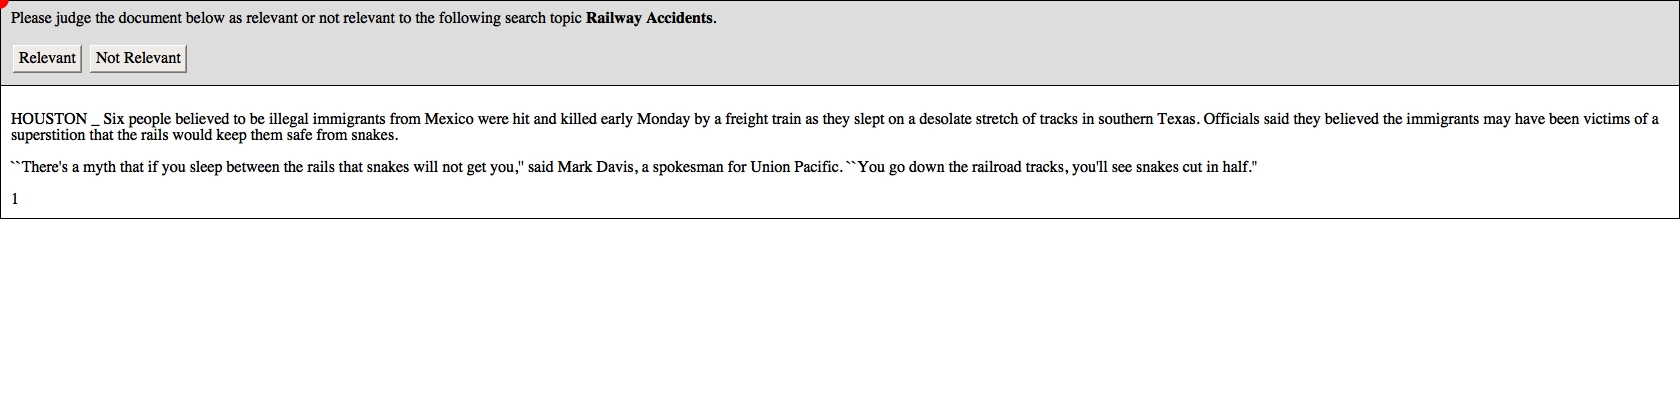 Please judge the document below as relevant or not relevant to the following search topic Railway Accidents.
Relevant Not Relevant
HOUSTON _ Six people believed to be illegal immigrants from Mexico were hit and killed early Monday by a freight train as they slept on a desolate stretch of tracks in southern Texas. Officials said they believed the immigrants may have been victims of a
superstition that the rails would keep them safe from snakes.
``There's a myth that if you sleep between the rails that snakes will not get you,'' said Mark Davis, a spokesman for Union Pacific. ``You go down the railroad tracks, you'll see snakes cut in half.''
1